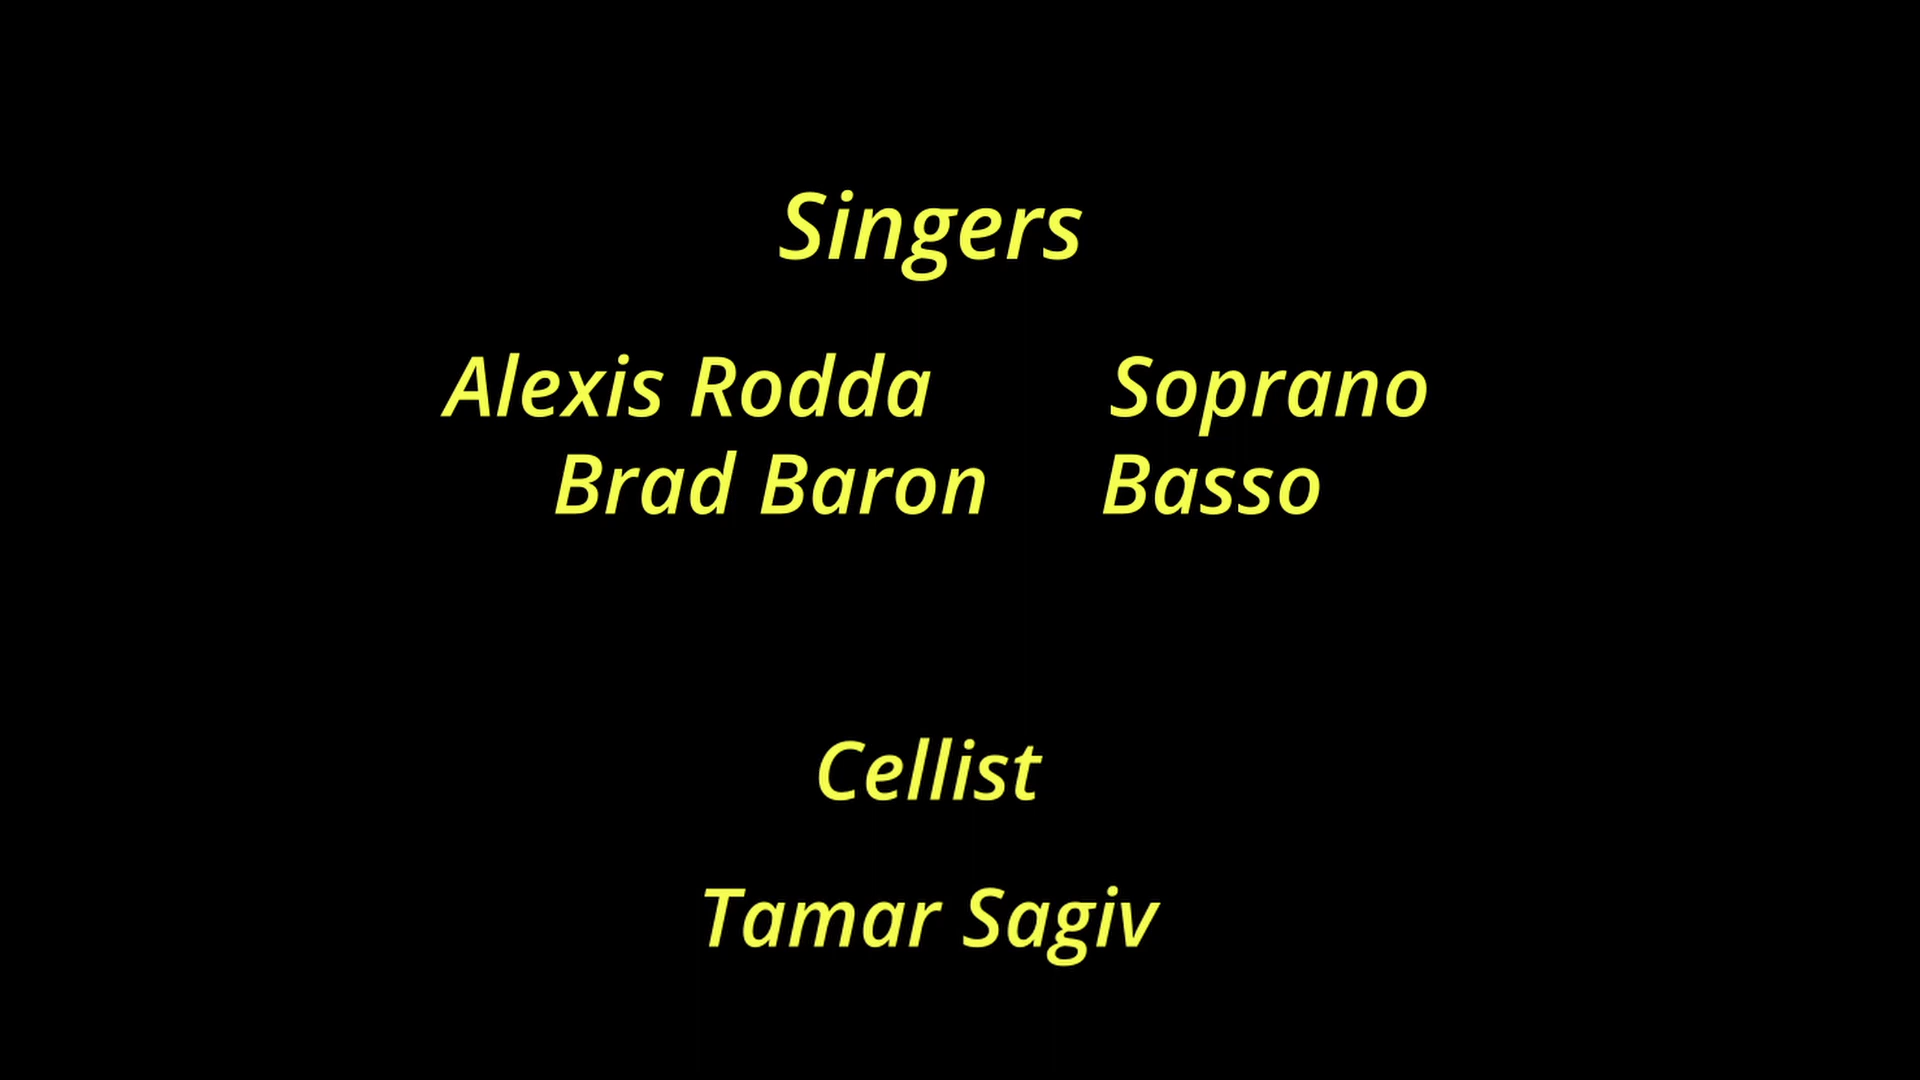 Singers
Alexis Rodda Soprano
Brad Baron Basso
Cellist
Tamar Sagiv